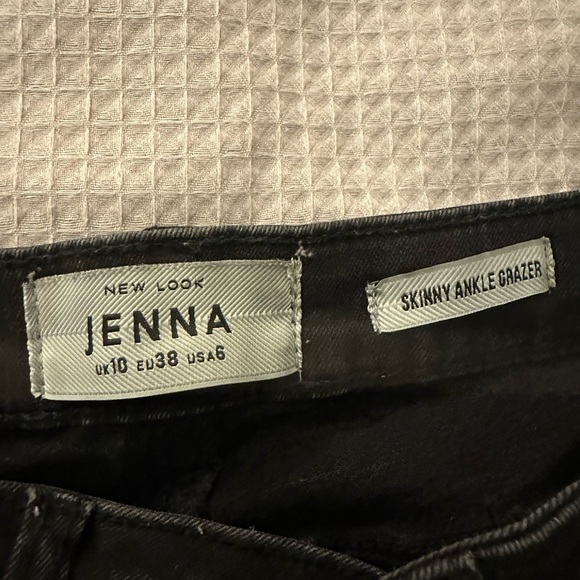 NEW LOOK
JENNA
UK10 EU38 USA6
SKINNY ANKLE GRAZER